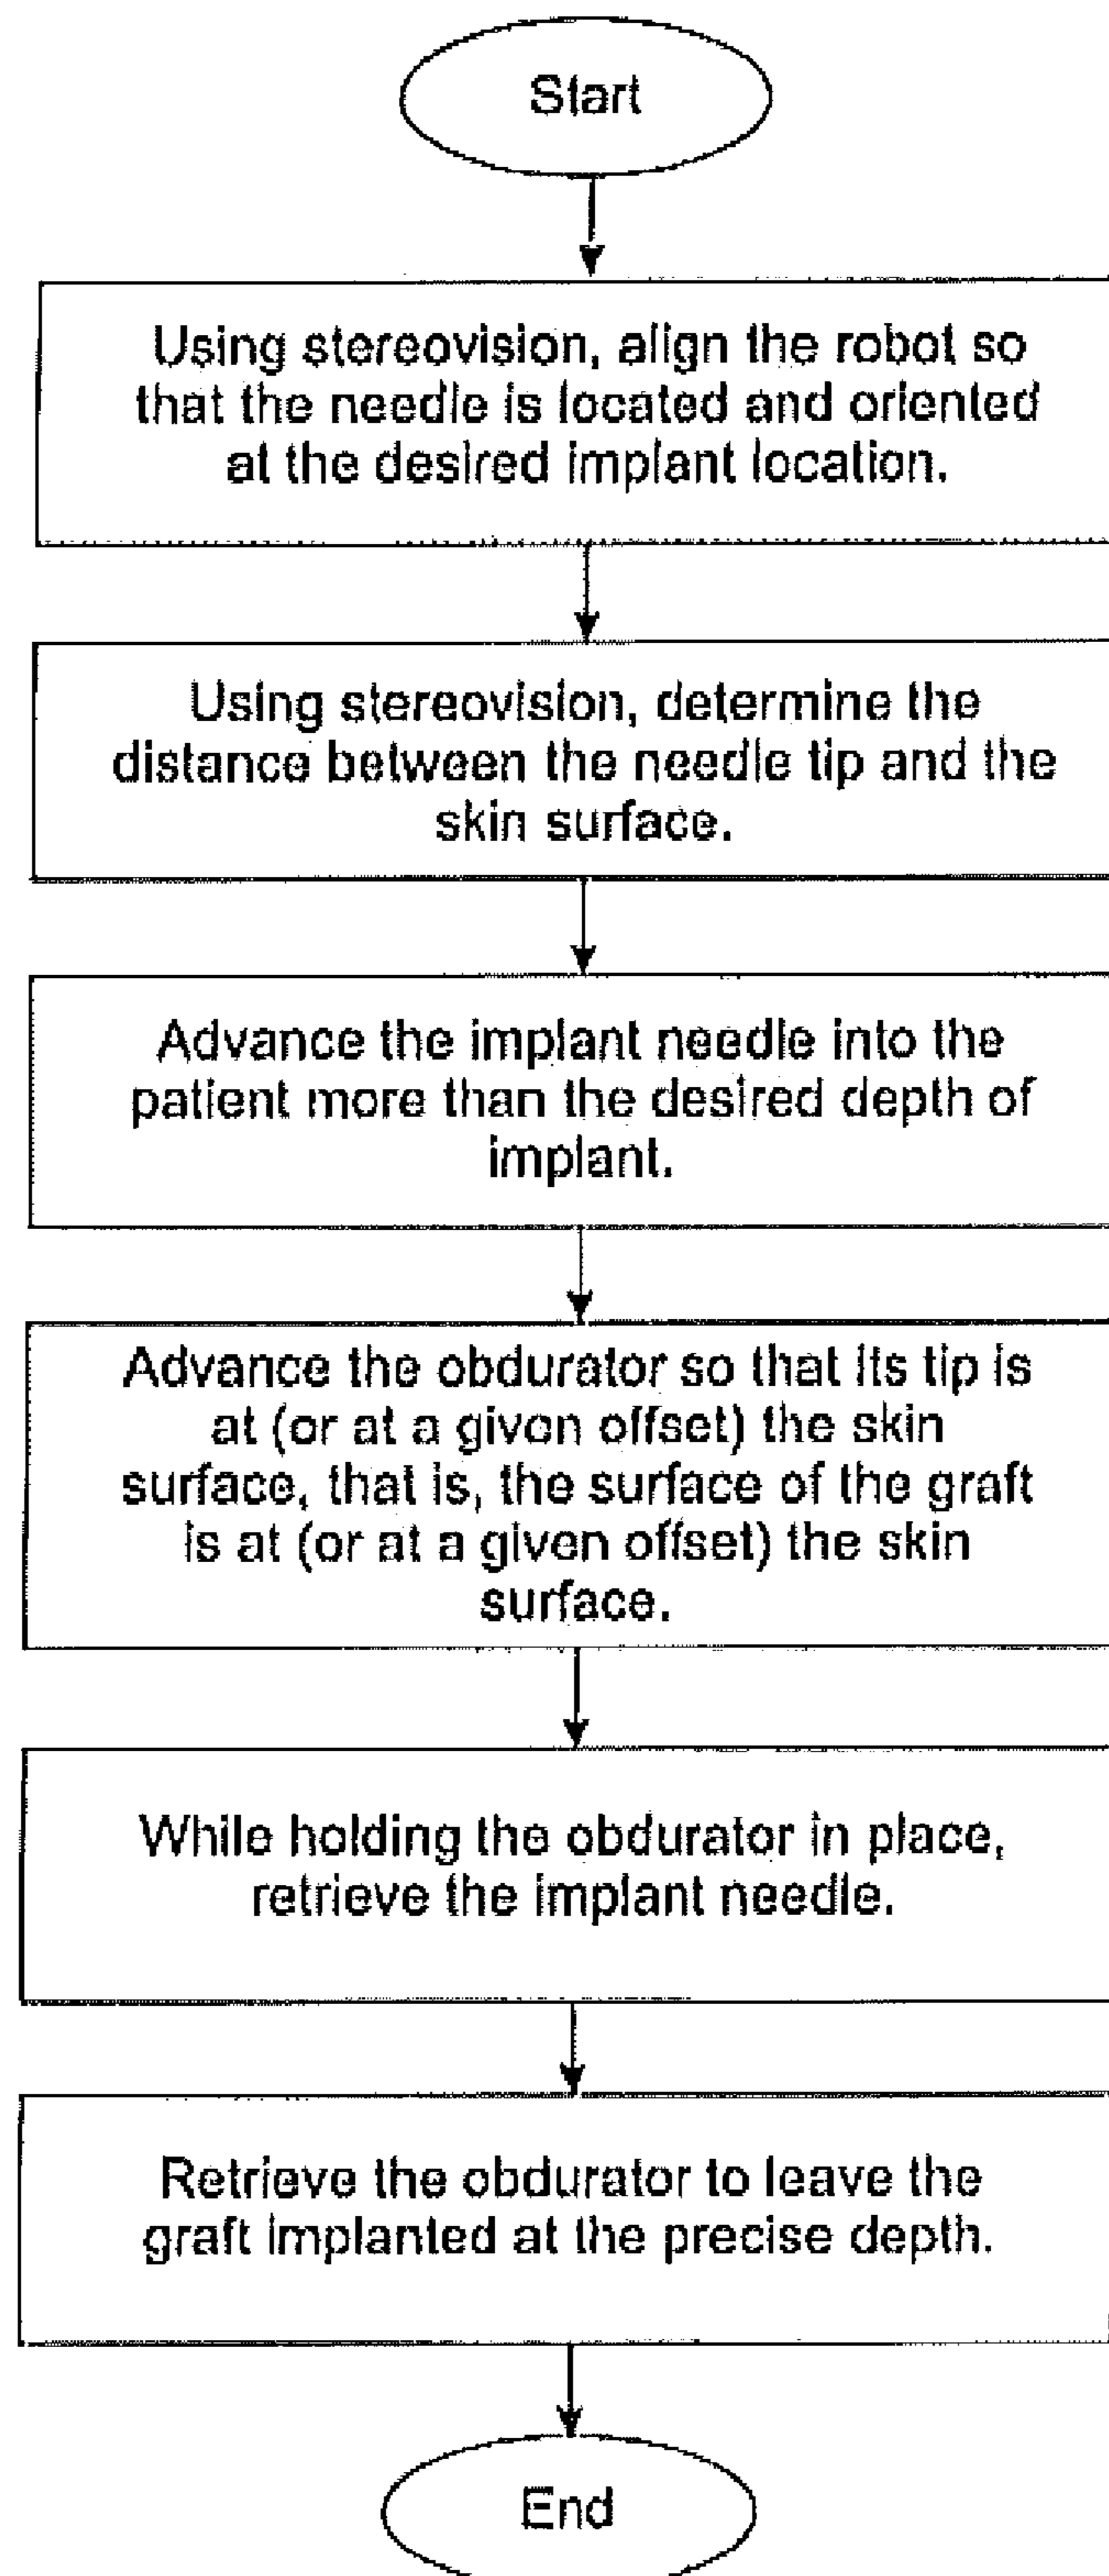 Start
Using stereovision, align the robot so
that the needle is located and oriented
at the desired implant location.
Using stereovision, determine the
distance between the needle tip and the
skin surface.
Advance the implant needle into the
patient more than the desired depth of
implant.
Advance the obdurator so that its tip is
at (or at a given offset) the skin
surface, that is, the surface of the graft
is at (or at a given offset) the skin
surface.
While holding the obdurator in place,
retrieve the implant needle.
Retrieve the obdurator to leave the
graft implanted at the precise depth.
End